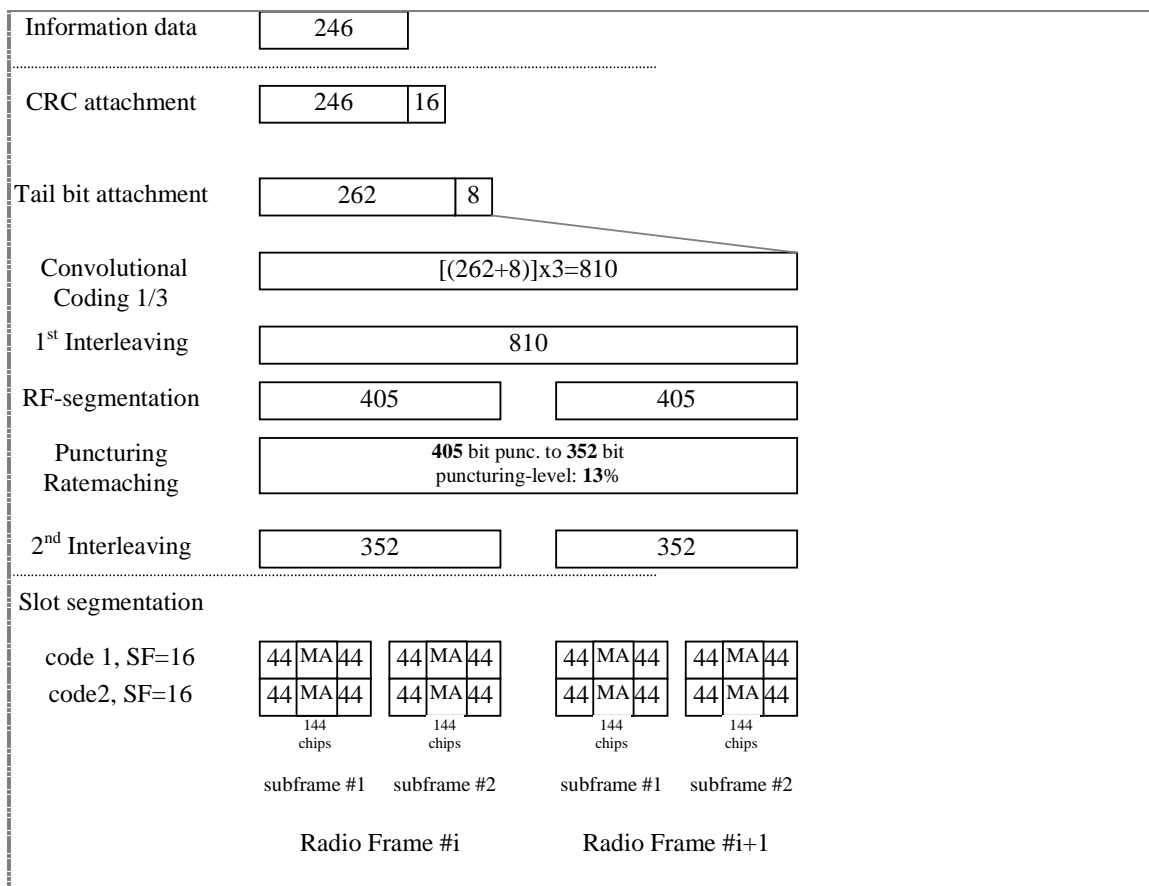 Information data 246
CRC attachment 246 16
Tail bit attachment 262 8
Convolutional
Coding 1/3
[(262+8)]x3=810
1st Interleaving 810
RF-segmentation 405 405
Puncturing
Ratemaching
405 bit punc. to 352 bit
puncturing-level: 13%
2nd Interleaving 352 352
Slot segmentation
code 1, SF=16 44 MA 44 44 MA 44 44 MA 44 44 MA 44
code2, SF=16 44 MA 44 44 MA 44 44 MA 44 44 MA 44
144 144 144 144
chips chips chips chips
subframe #1 subframe #2 subframe #1 subframe #2
Radio Frame #i Radio Frame #i+1